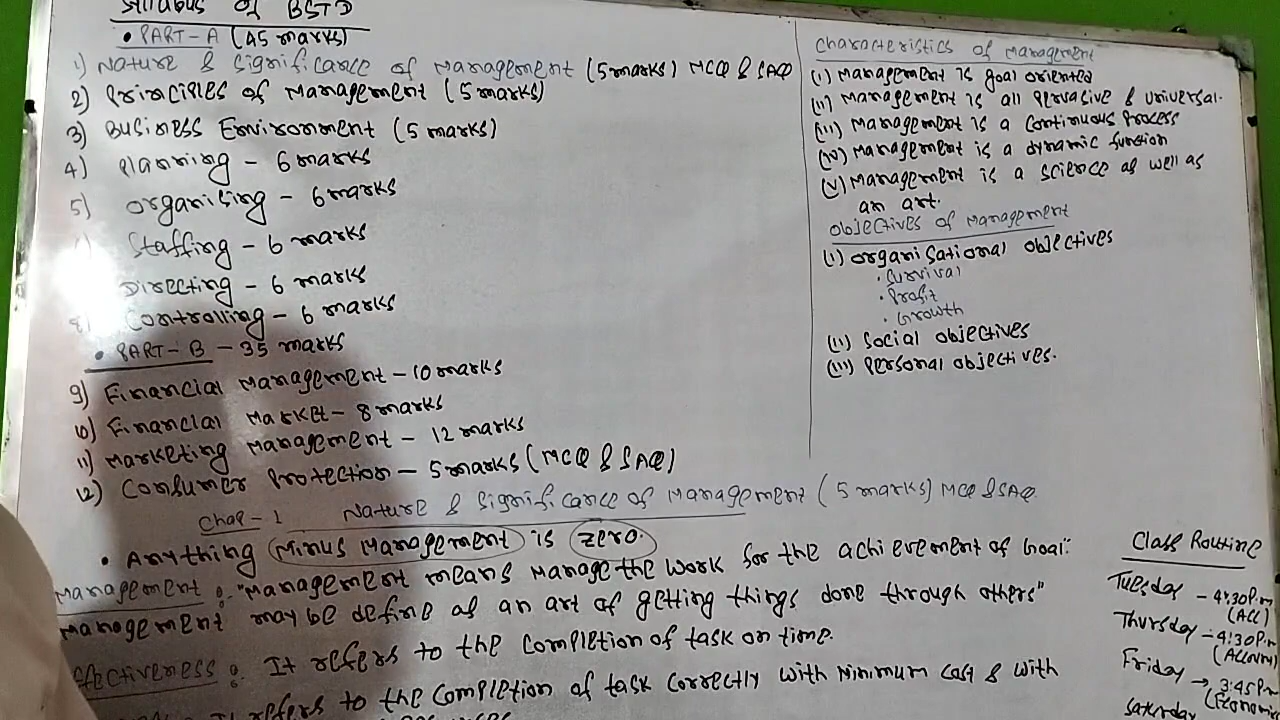 Syllabus of BSTD
• PART-A (45 marks)
1) Nature & Significance of Management (5 marks) MCQ & SAQ
2) Principles of Management (5 marks)
3) Business Environment (5 marks)
4) Planning - 6 marks
5) Organising - 6 marks
Staffing - 6 marks
Directing - 6 marks
8) Controlling - 6 marks
• PART-B - 35 marks
9) Financial Management - 10 marks
10) Financial Market - 8 marks
11) Marketing Management - 12 marks
12) Consumer Protection - 5 marks (MCQ & SAQ)
Characteristics of Management
(i) Management is goal oriented
(ii) Management is all pervasive & universal.
(iii) Management is a continuous Process
(iv) Management is a dynamic function
(v) Management is a science as well as
an art.
Objectives of Management
(i) Organisational objectives
• Survival
• Profit
• Growth
(ii) Social objectives
(iii) Personal objectives.
Chap-1 Nature & Significance of Management (5 marks) MCQ & SAQ
• Anything Minus Management is zero.
Management : "Management means Manage the work for the achievement of Goal".
Management may be define as an art of getting things done through others"
ffectiveness : It refers to the completion of task on time.
It refers to the completion of task correctly with Minimum cost & with
Class Routine
Tuesday - 4:30 P.m
(ACC)
Thursday - 4:30 P.m
Friday → 3:45 Pm
(Economic
Saturday